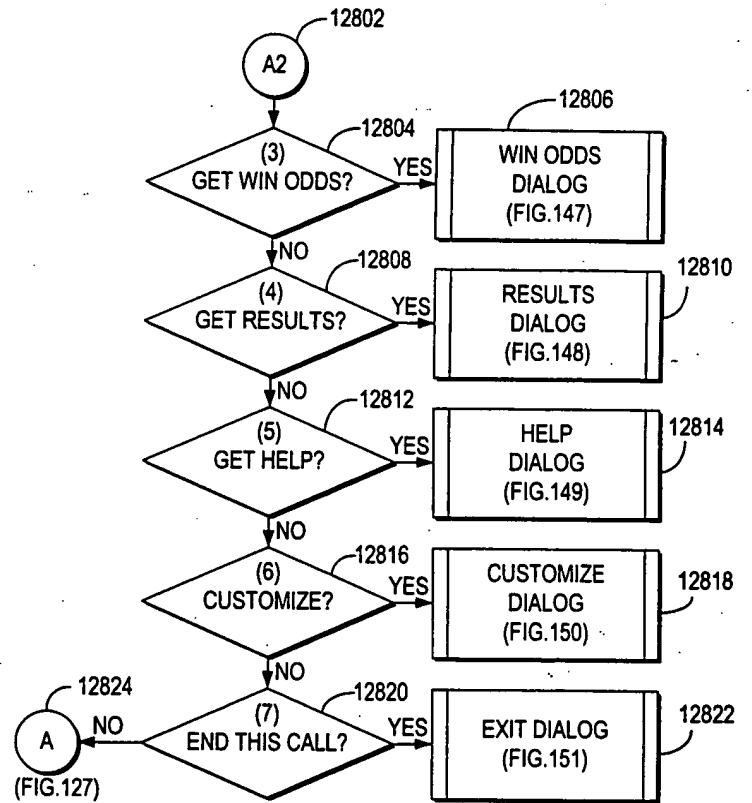 12802
A2
12804
(3)
GET WIN ODDS?
YES
12806
WIN ODDS
DIALOG
(FIG.147)
NO
12808
(4)
GET RESULTS?
YES
12810
RESULTS
DIALOG
(FIG.148)
NO
12812
(5)
GET HELP?
YES
12814
HELP
DIALOG
(FIG.149)
NO
12816
(6)
CUSTOMIZE?
YES
12818
CUSTOMIZE
DIALOG
(FIG.150)
NO
12820
(7)
END THIS CALL?
YES
12822
EXIT DIALOG
(FIG.151)
NO
12824
A
(FIG.127)